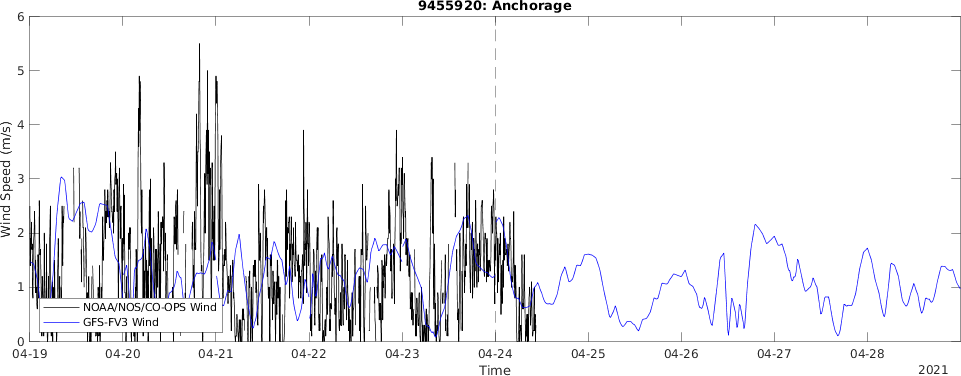 9455920: Anchorage
Wind Speed (m/s)
6
5
4
3
2
1
0
NOAA/NOS/CO-OPS Wind
GFS-FV3 Wind
04-19 04-20 04-21 04-22 04-23 04-24 04-25 04-26 04-27 04-28
Time
2021